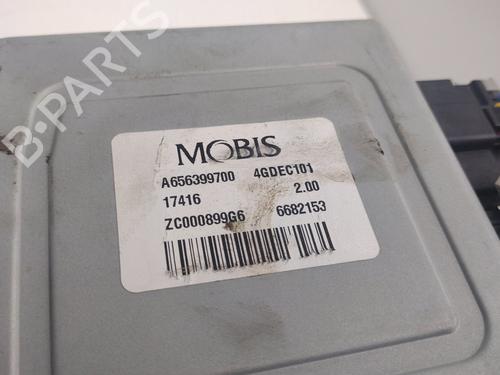 B-PARTS
MOBIS
A656399700 4GDEC101
17416 2.00
ZC000899G6 6682153